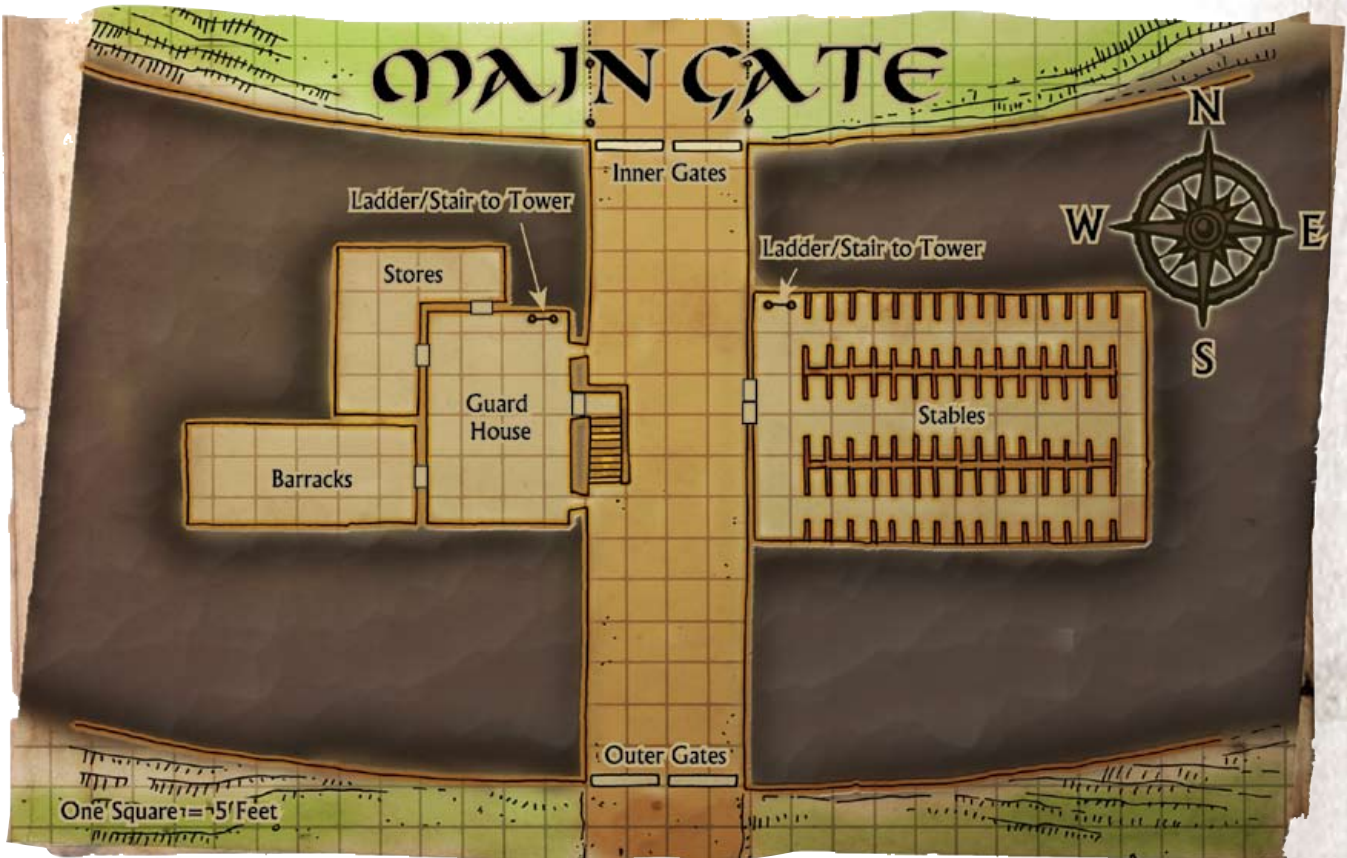 MAIN GATE
N
Inner Gates
Ladder/Stair to Tower
W
E
Ladder/Stair to Tower
Stores
S
Guard
House
Stables
Barracks
Outer Gates
One Square = 5 Feet